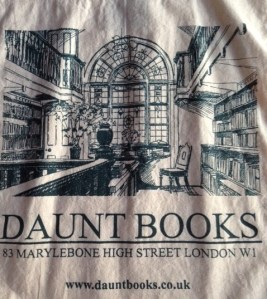 DAUNT BOOKS
83 MARYLEBONE HIGH STREET LONDON W1
www.dauntbooks.co.uk